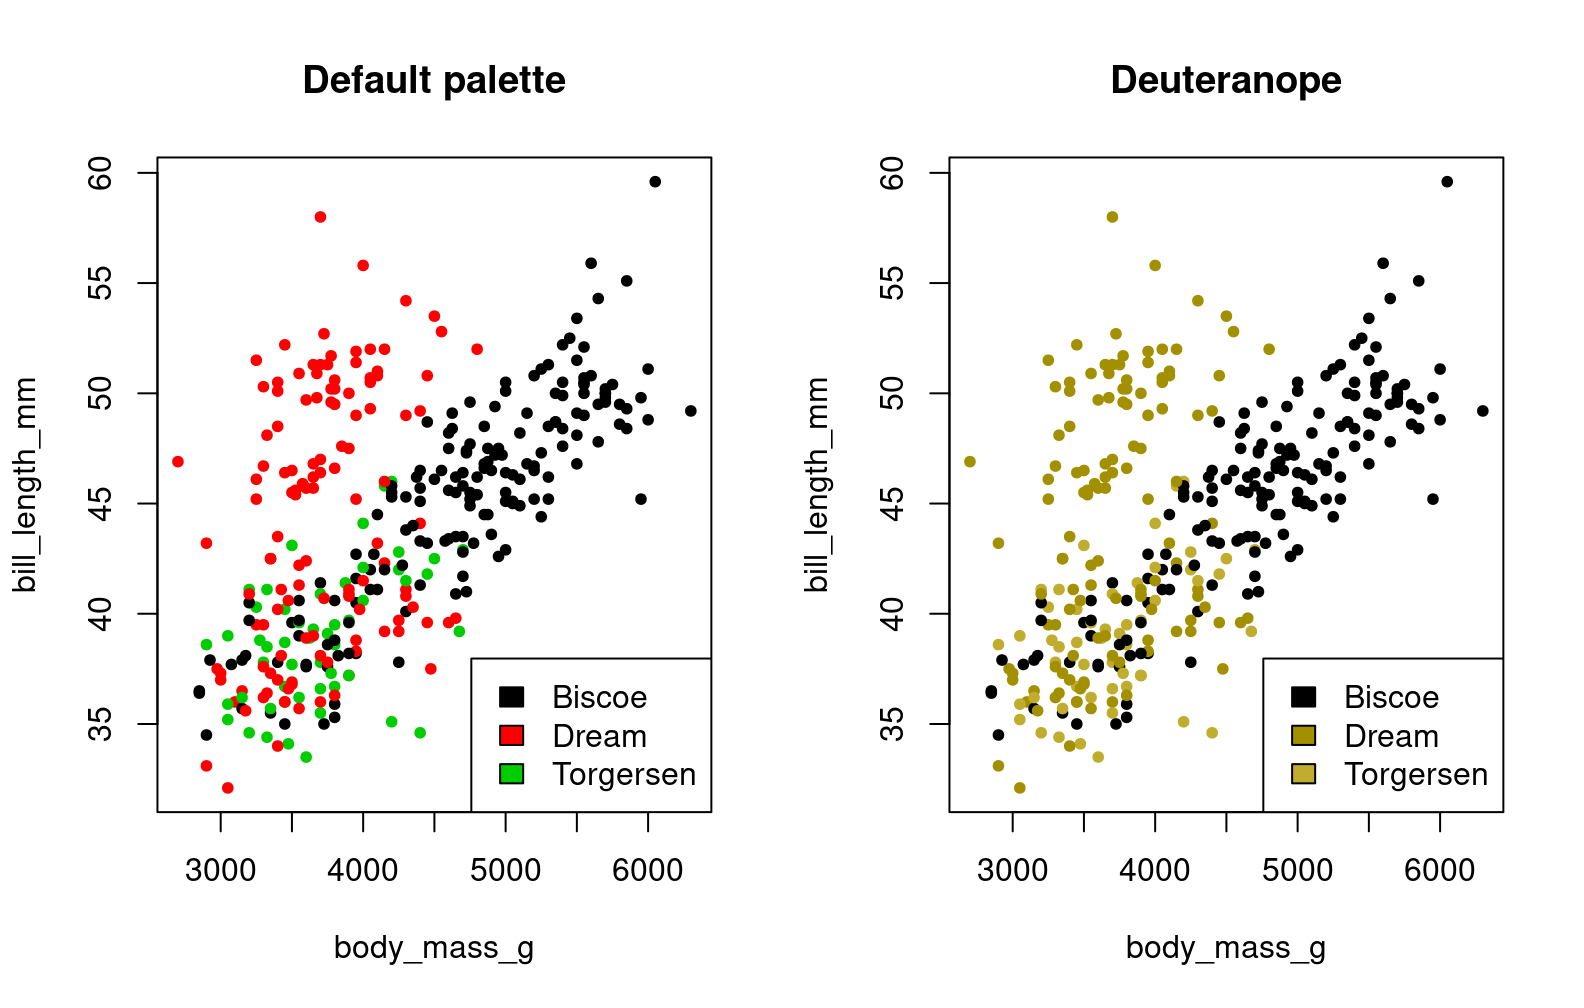 Default palette
bill_length_mm
60
55
50
45
40
35
Biscoe
Dream
Torgersen
3000 4000 5000 6000
body_mass_g
Deuteranope
bill_length_mm
60
55
50
45
40
35
Biscoe
Dream
Torgersen
3000 4000 5000 6000
body_mass_g